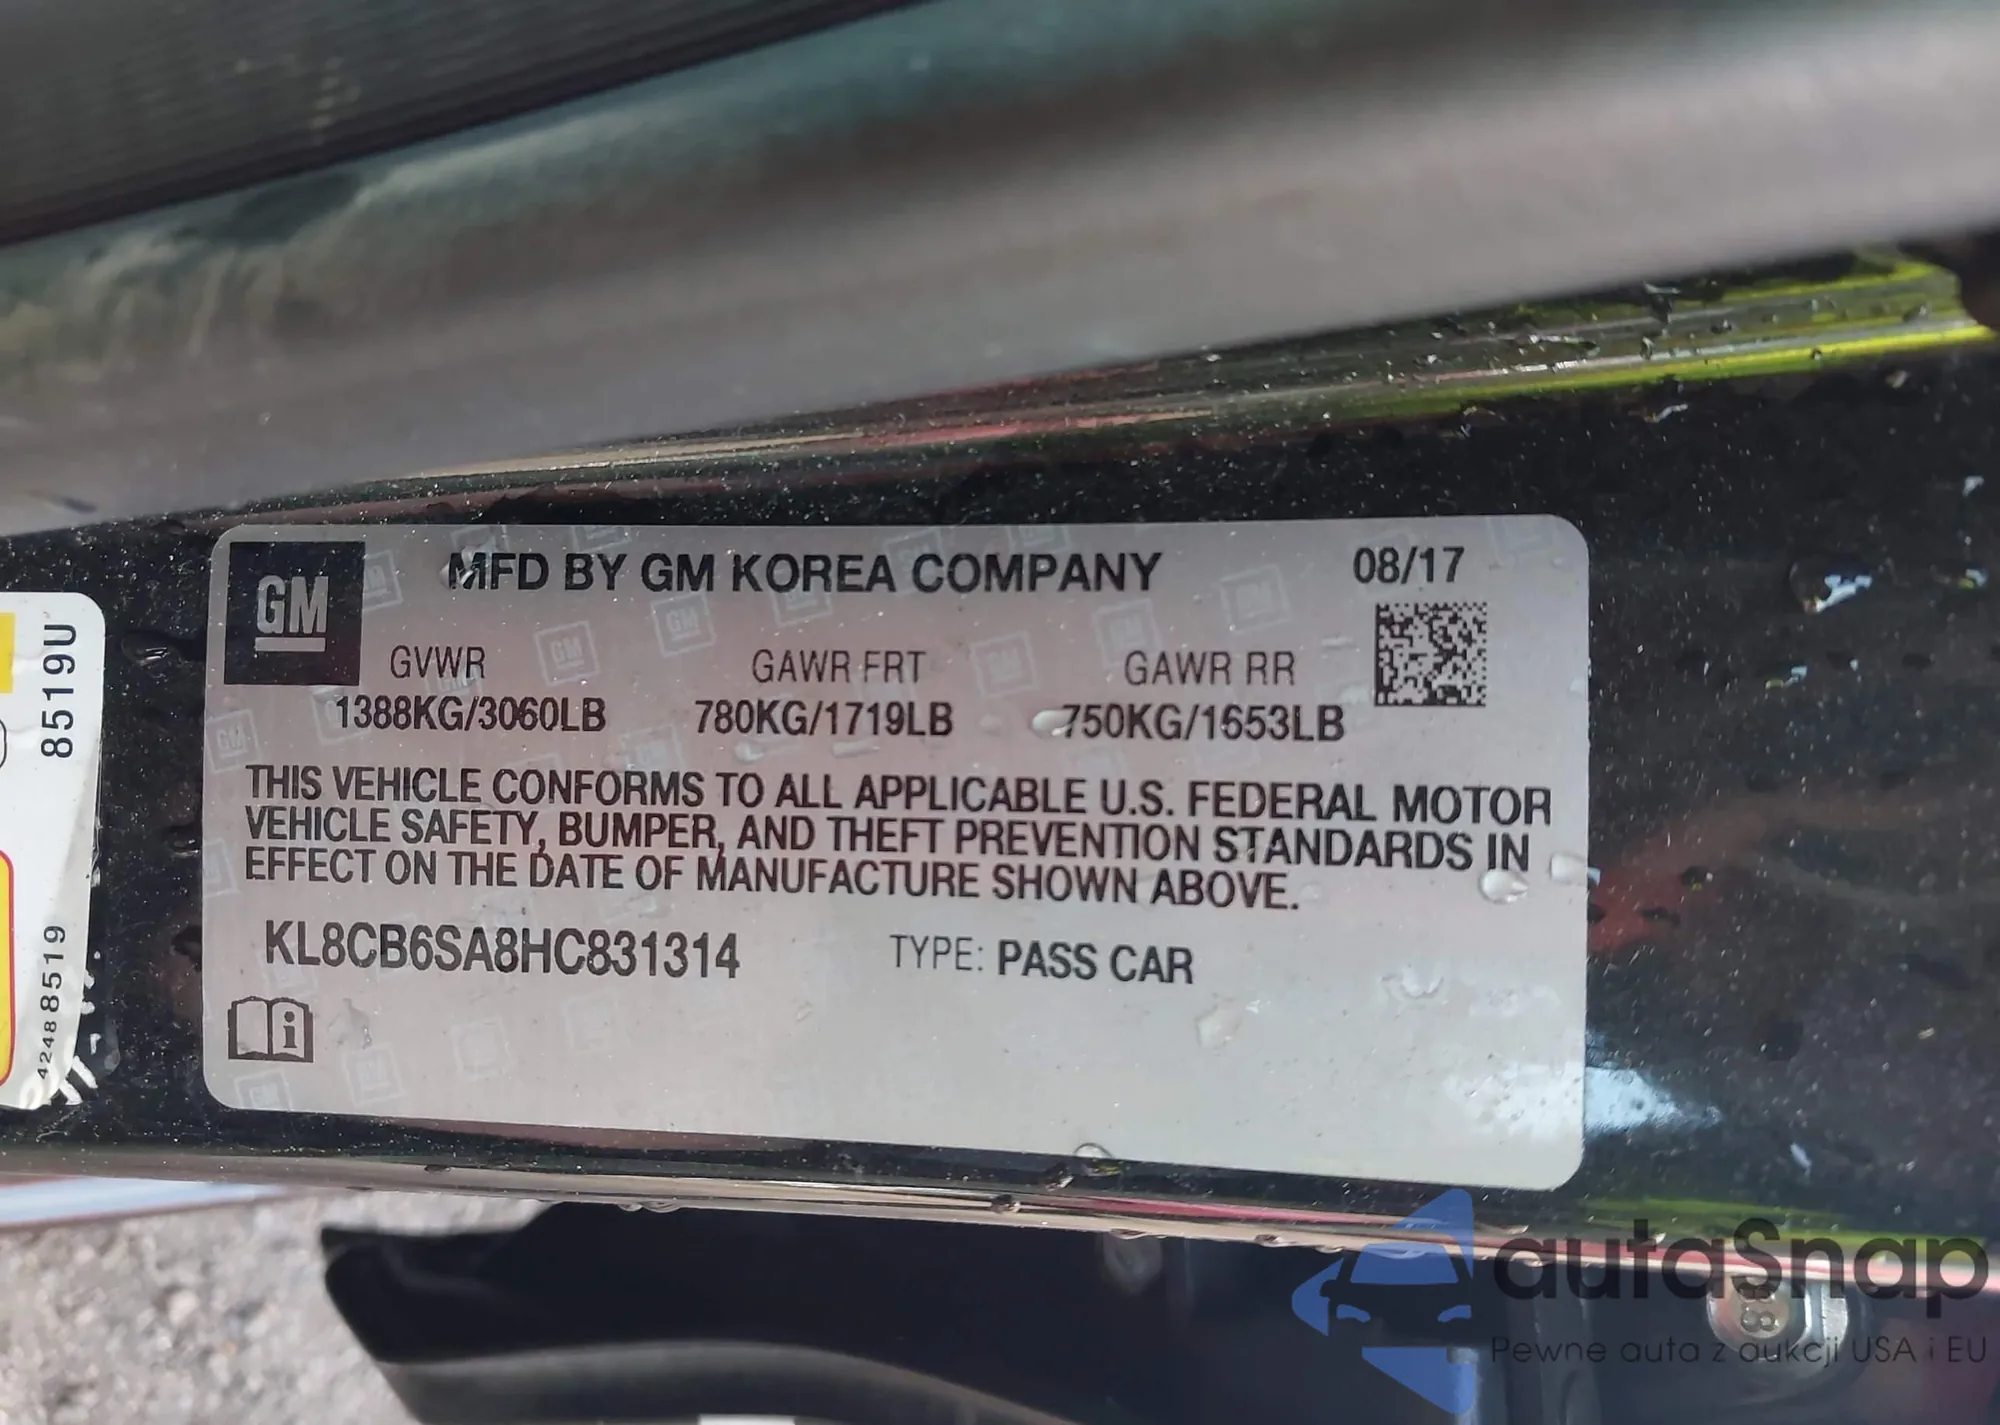 GM
MFD BY GM KOREA COMPANY
08/17
GVWR
GAWR FRT
GAWR RR
1388KG/3060LB
780KG/1719LB
750KG/1653LB
THIS VEHICLE CONFORMS TO ALL APPLICABLE U.S. FEDERAL MOTOR
VEHICLE SAFETY, BUMPER, AND THEFT PREVENTION STANDARDS IN
EFFECT ON THE DATE OF MANUFACTURE SHOWN ABOVE.
KL8CB6SA8HC831314
TYPE: PASS CAR
8519U
42488519
autoSnap
Pewne auta z aukcji USA i EU